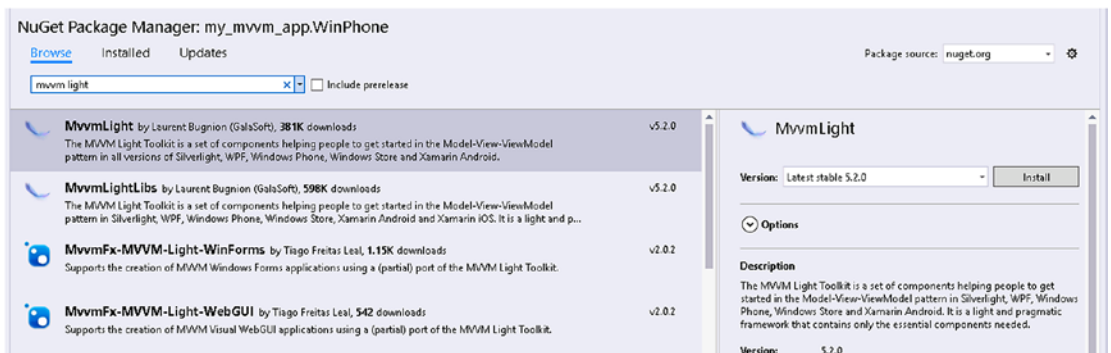 NuGet Package Manager: my_mvvm_app.WinPhone
Browse Installed Updates
Package source: nuget.org
mvvm light
Include prerelease
MvvmLight by Laurent Bugnion (GalaSoft), 381K downloads v5.2.0
The MVVM Light Toolkit is a set of components helping people to get started in the Model-View-ViewModel
pattern in all versions of Silverlight, WPF, Windows Phone, Windows Store and Xamarin Android.
MvvmLightLibs by Laurent Bugnion (GalaSoft), 598K downloads v5.2.0
The MVVM Light Toolkit is a set of components helping people to get started in the Model-View-ViewModel
pattern in Silverlight, WPF, Windows Phone, Windows Store, Xamarin Android and Xamarin iOS. It is a light and p...
MvvmFx-MVVM-Light-WinForms by Tiago Freitas Leal, 1.15K downloads v2.0.2
Supports the creation of MVVM Windows Forms applications using a (partial) port of the MVVM Light Toolkit.
MvvmFx-MVVM-Light-WebGUI by Tiago Freitas Leal, 542 downloads v2.0.2
Supports the creation of MVVM Visual WebGUI applications using a (partial) port of the MVVM Light Toolkit.
MvvmLight
Version: Latest stable 5.2.0 Install
Options
Description
The MVVM Light Toolkit is a set of components helping people to get
started in the Model-View-ViewModel pattern in Silverlight, WPF, Windows
Phone, Windows Store and Xamarin Android. It is a light and pragmatic
framework that contains only the essential components needed.
Version: 5.2.0